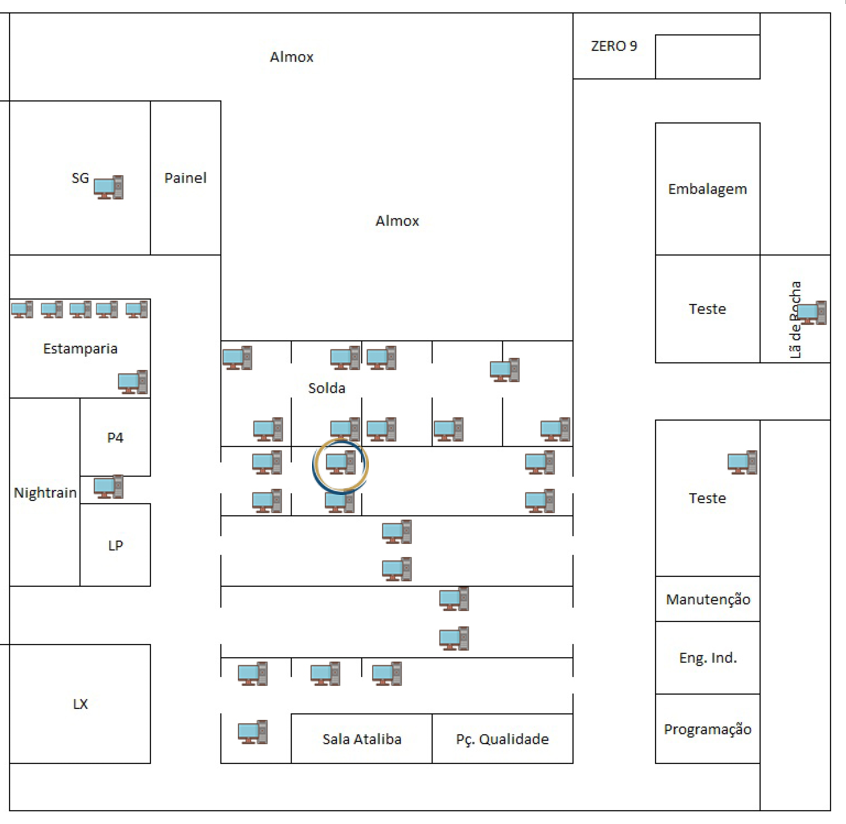 ZERO 9
Almox
SG
Painel
Embalagem
Almox
Teste
Lã de Rocha
Estamparia
Solda
P4
Nightrain
Teste
LP
Manutenção
Eng. Ind.
LX
Programação
Sala Ataliba
Pç. Qualidade